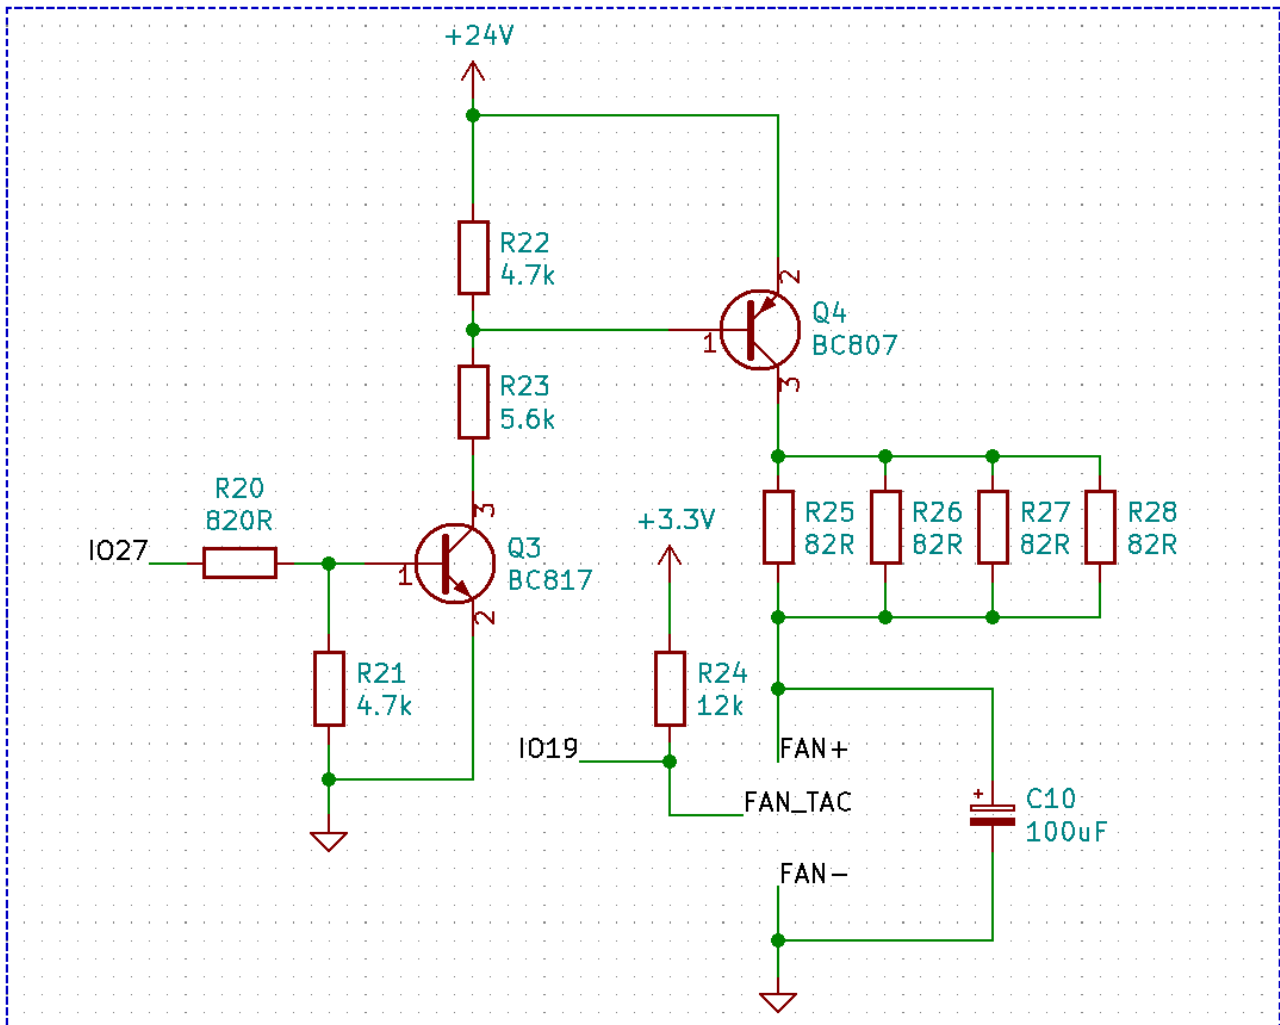 +24V
R22
4.7k
2
Q4
BC807
1
3
R23
5.6k
R20
820R
IO27
3
Q3
BC817
1
2
+3.3V
R25
82R
R26
82R
R27
82R
R28
82R
R21
4.7k
R24
12k
IO19
FAN+
FAN_TAC
+
C10
100uF
FAN-